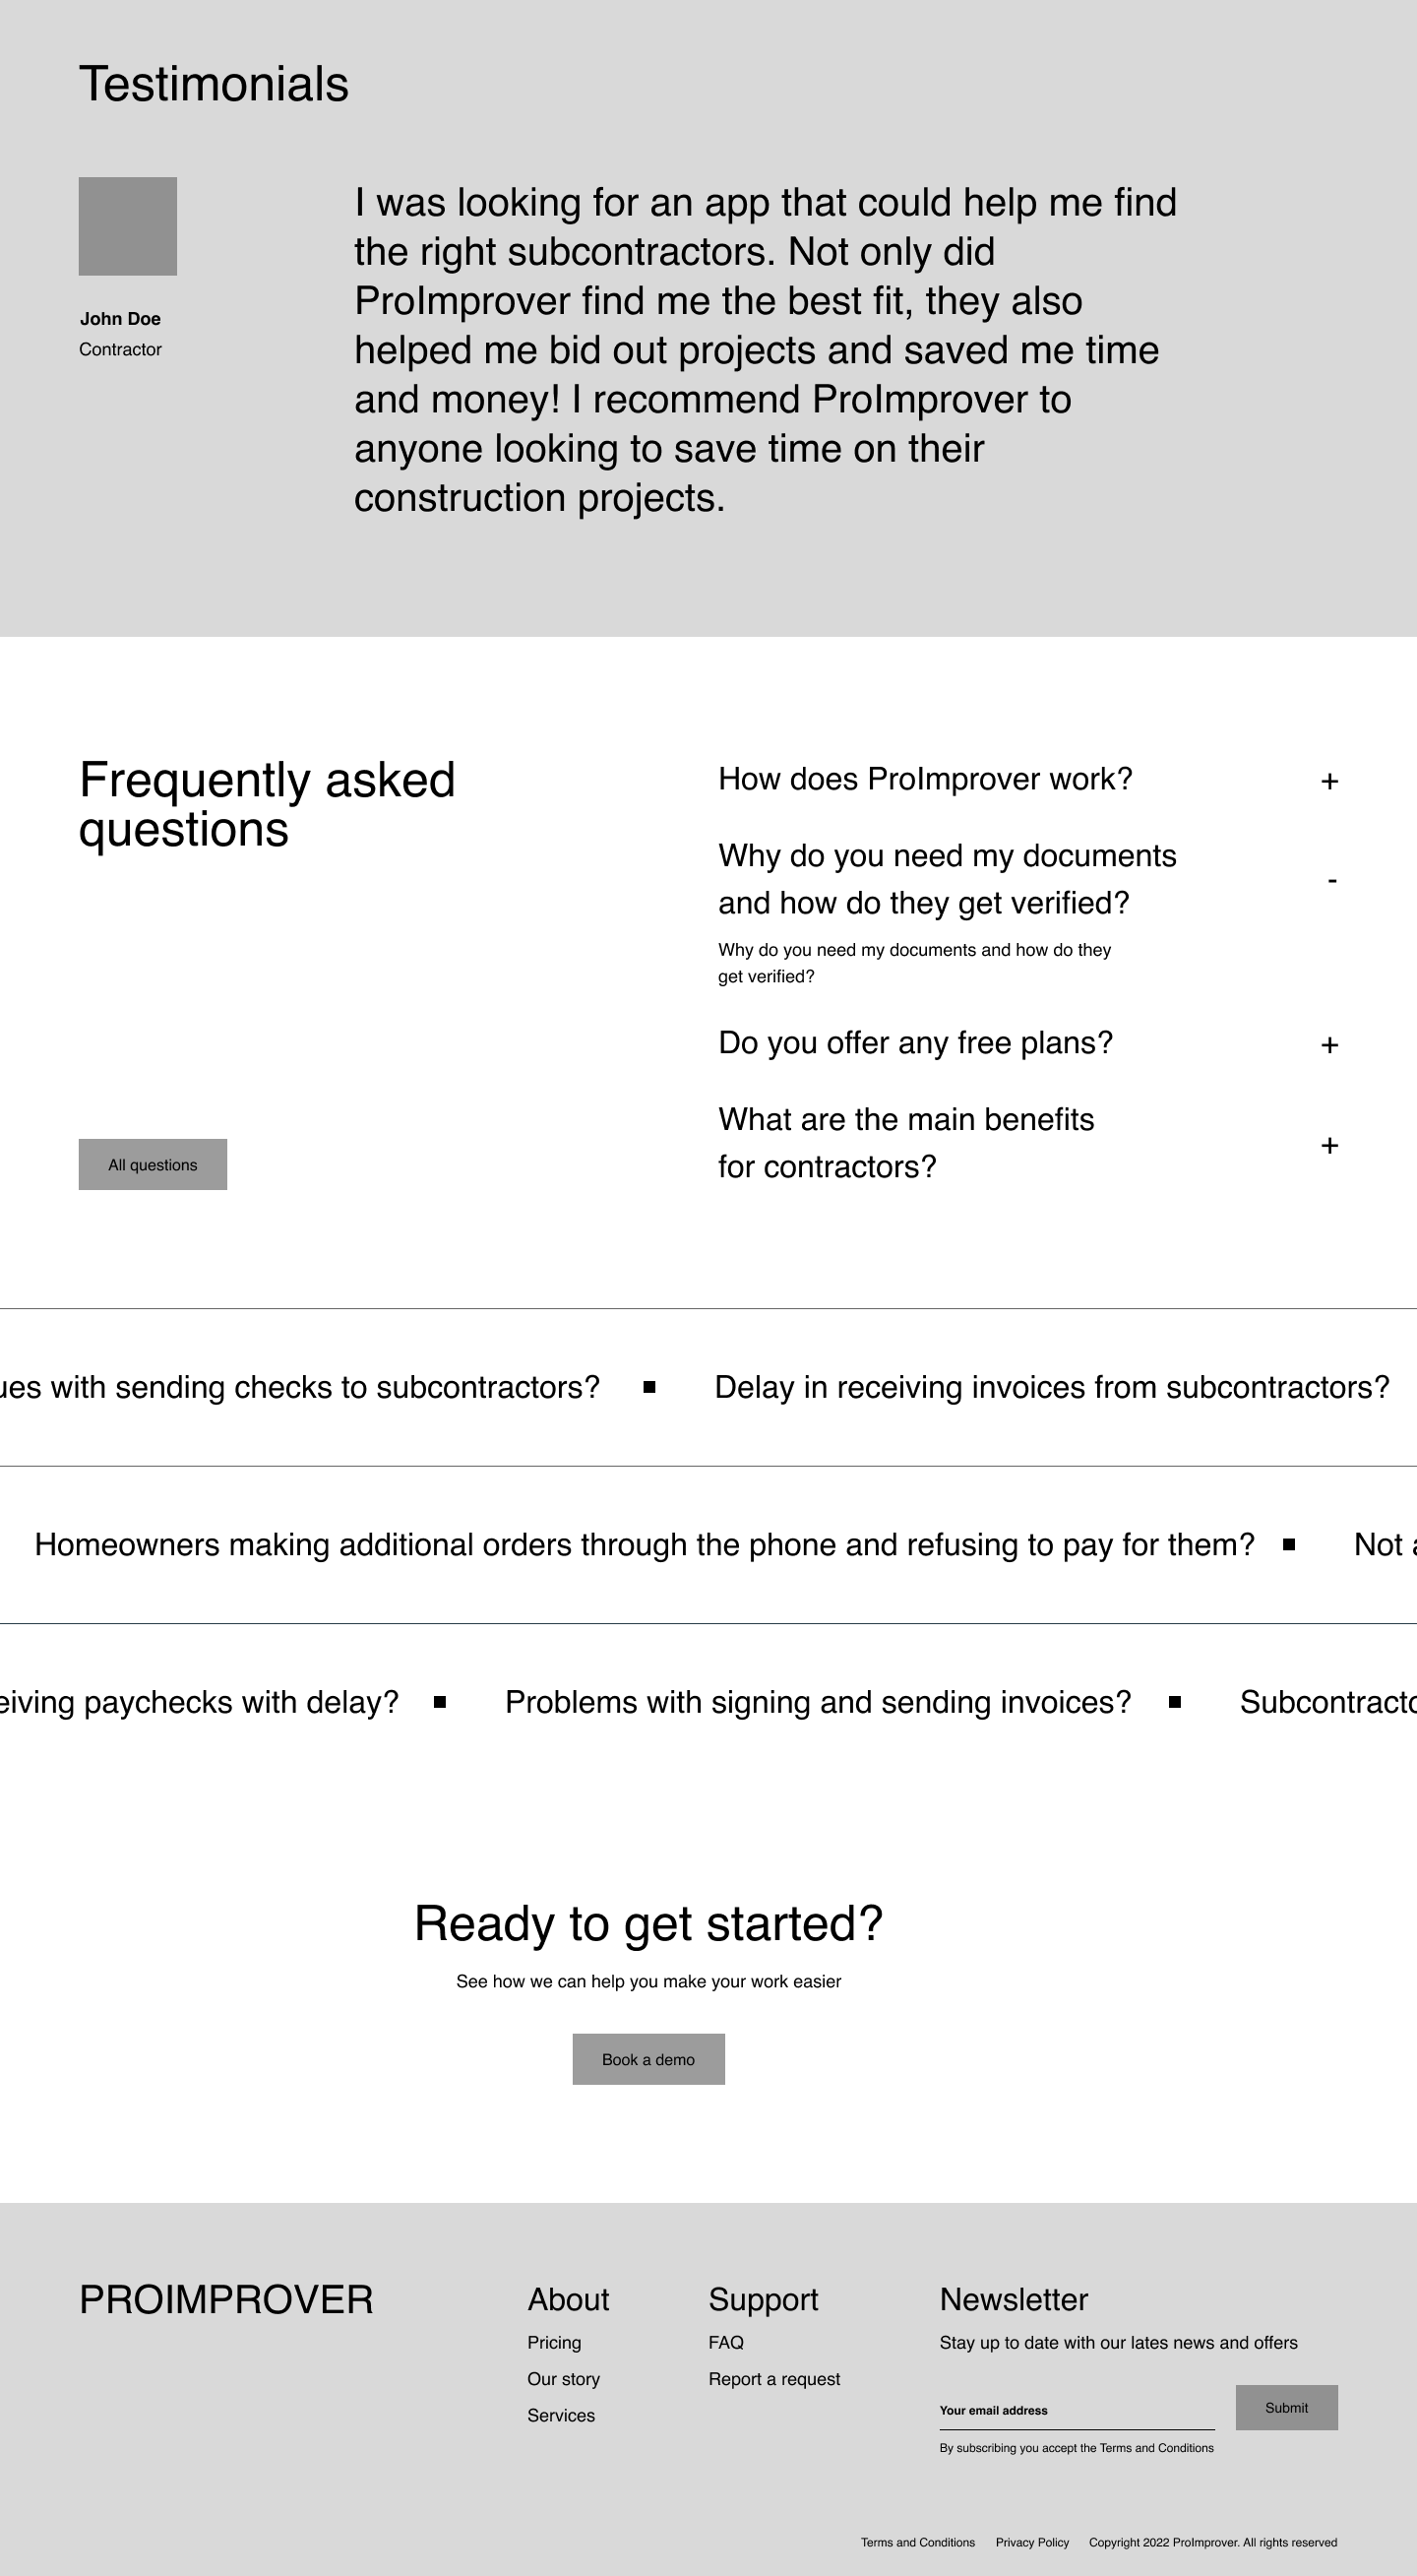 Testimonials
John Doe
Contractor
I was looking for an app that could help me find
the right subcontractors. Not only did
ProImprover find me the best fit, they also
helped me bid out projects and saved me time
and money! I recommend ProImprover to
anyone looking to save time on their
construction projects.
Frequently asked
questions
All questions
How does ProImprover work? +
Why do you need my documents
and how do they get verified?
-
Why do you need my documents and how do they
get verified?
Do you offer any free plans? +
What are the main benefits
for contractors?
+
ues with sending checks to subcontractors? ▪ Delay in receiving invoices from subcontractors?
Homeowners making additional orders through the phone and refusing to pay for them? ▪ Not
eiving paychecks with delay? ▪ Problems with signing and sending invoices? ▪ Subcontracto
Ready to get started?
See how we can help you make your work easier
Book a demo
PROIMPROVER
About
Pricing
Our story
Services
Support
FAQ
Report a request
Newsletter
Stay up to date with our lates news and offers
Your email address
Submit
By subscribing you accept the Terms and Conditions
Terms and Conditions Privacy Policy Copyright 2022 ProImprover. All rights reserved